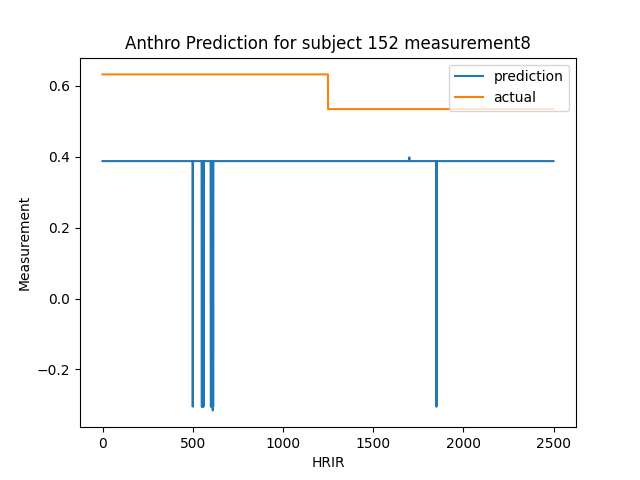 Anthro Prediction for subject 152 measurement8
prediction
actual
0.6
0.4
0.2
0.0
−0.2
Measurement
0 500 1000 1500 2000 2500
HRIR